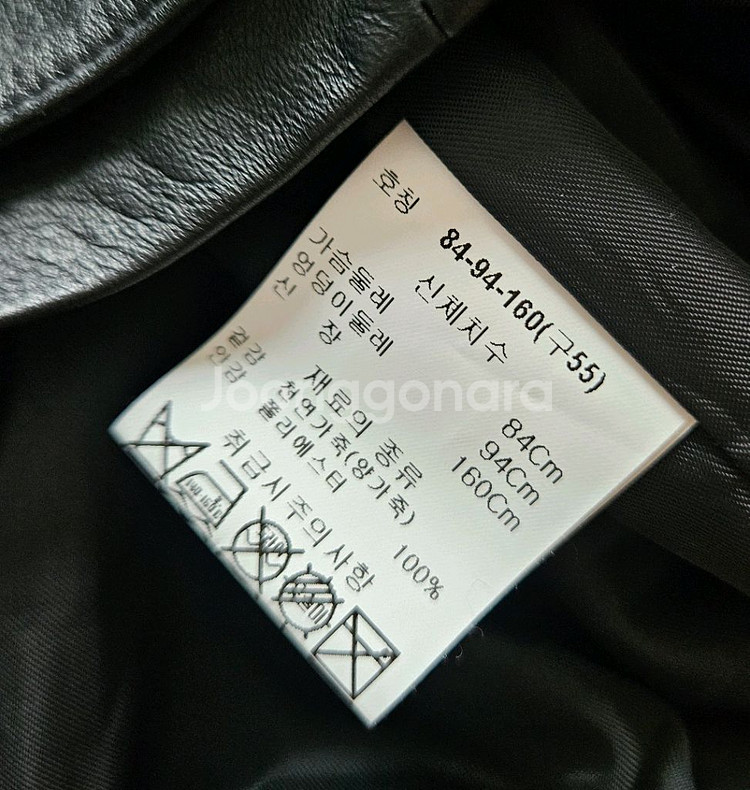 호칭 84-94-160(구55)
신체치수
가슴둘레 84Cm
엉덩이둘레 94Cm
신 장 160Cm
재료의 종류
겉감 천연가죽(양가죽)
안감 폴리에스터 100%
취급시 주의사항
Joongagonara